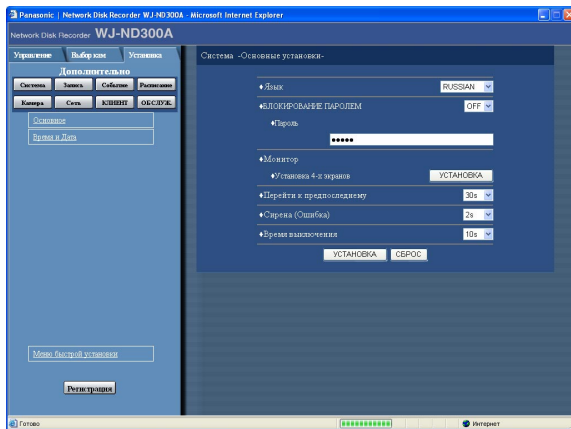 Panasonic | Network Disk Recorder WJ-ND300A - Microsoft Internet Explorer
Network Disk Recorder WJ-ND300A
Управление Выбор кам Установка
Дополнительно
Система Запись Событие Расписание
Камера Сеть КЛИЕНТ ОБСЛУЖ.
Основное
Время и Дата
Меню быстрой установки
Регистрация
Система -Основные установки-
♦Язык RUSSIAN
♦БЛОКИРОВАНИЕ ПАРОЛЕМ OFF
♦Пароль
●●●●●
♦Монитор
♦Установка 4-х экранов УСТАНОВКА
♦Перейти к предпоследнему 30s
♦Сирена (Ошибка) 2s
♦Время выключения 10s
УСТАНОВКА СБРОС
Готово Интернет